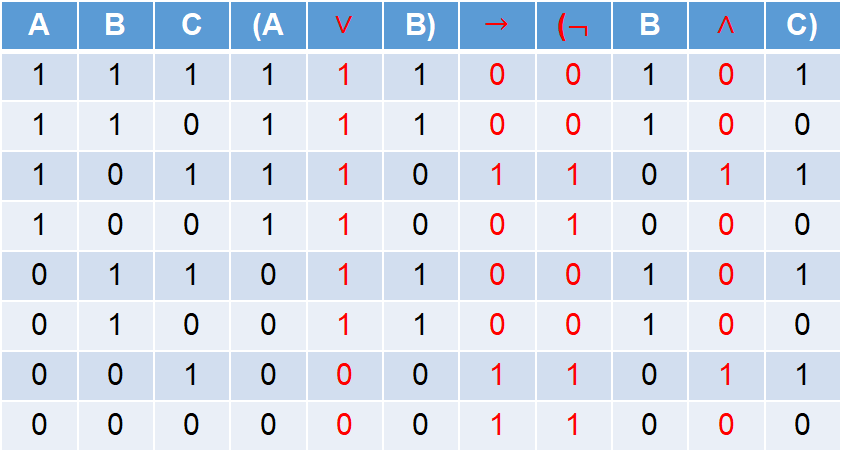 A B C (A ∨ B) → (¬ B ∧ C)
1 1 1 1 1 1 0 0 1 0 1
1 1 0 1 1 1 0 0 1 0 0
1 0 1 1 1 0 1 1 0 1 1
1 0 0 1 1 0 0 1 0 0 0
0 1 1 0 1 1 0 0 1 0 1
0 1 0 0 1 1 0 0 1 0 0
0 0 1 0 0 0 1 1 0 1 1
0 0 0 0 0 0 1 1 0 0 0